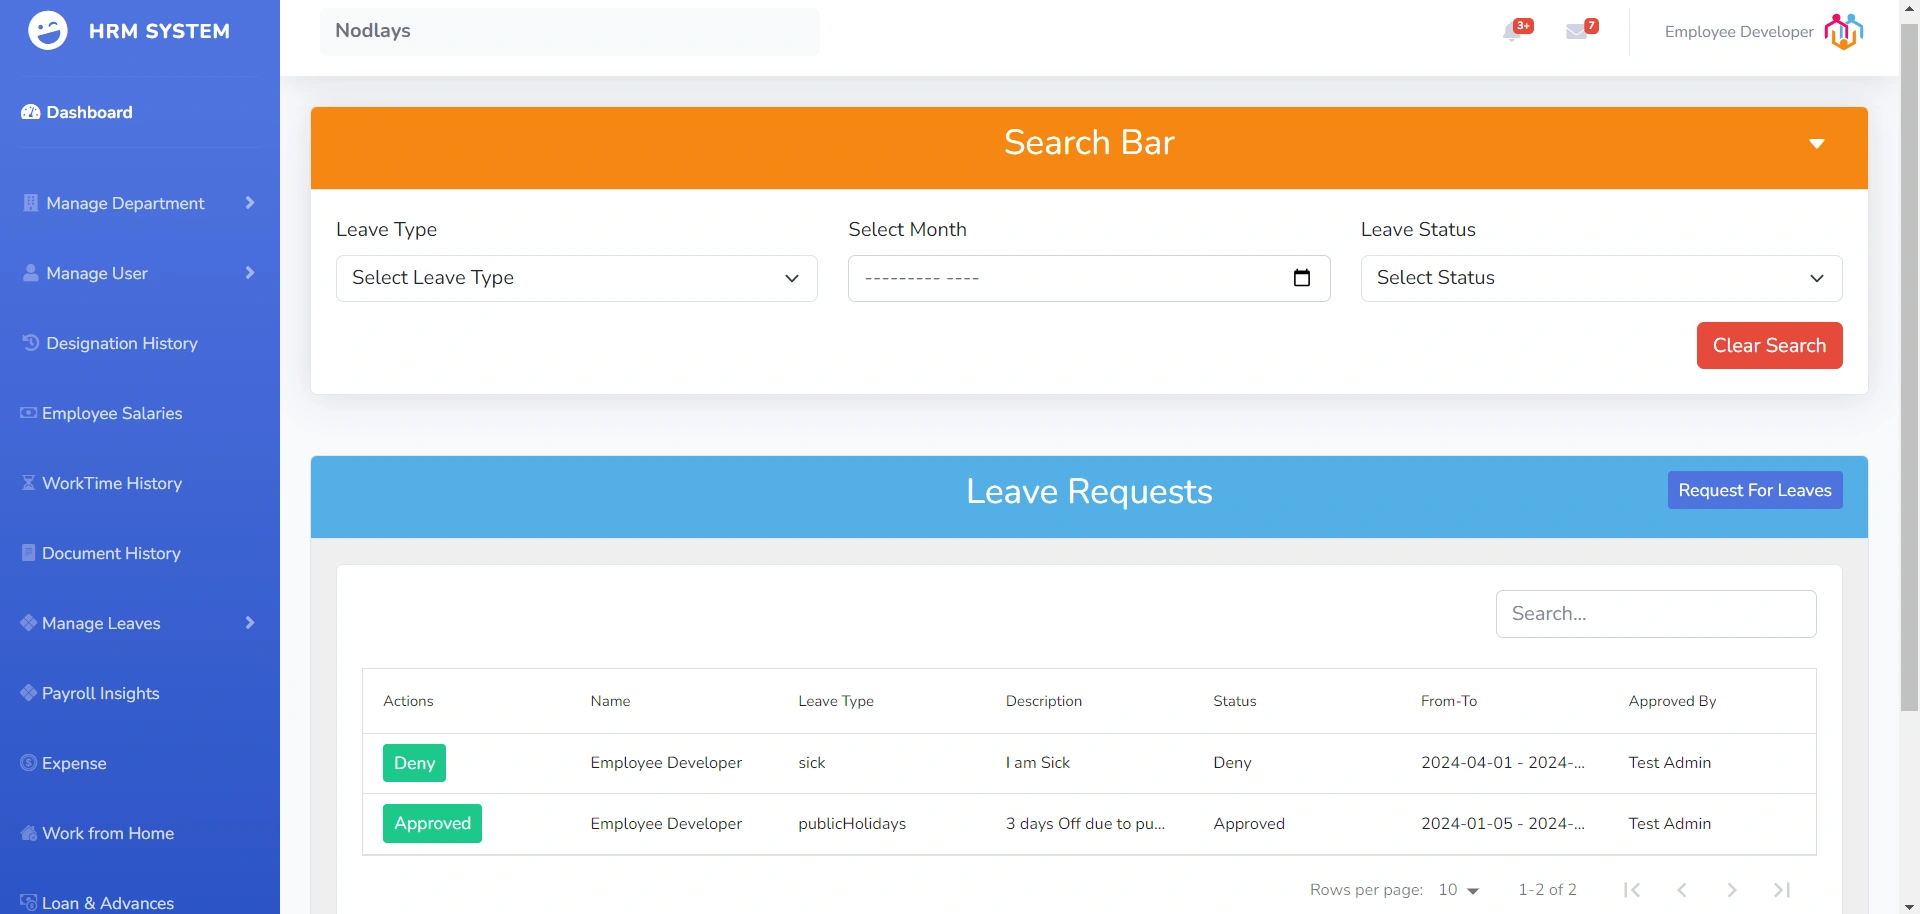 HRM SYSTEM
Nodlays
3+
7
Employee Developer
Dashboard
Manage Department
Manage User
Designation History
Employee Salaries
WorkTime History
Document History
Manage Leaves
Payroll Insights
Expense
Work from Home
Loan & Advances
Search Bar
Leave Type
Select Month
Leave Status
Select Leave Type
--------- ----
Select Status
Clear Search
Leave Requests
Request For Leaves
Search...
Actions Name Leave Type Description Status From-To Approved By
Deny Employee Developer sick I am Sick Deny 2024-04-01 - 2024-... Test Admin
Approved Employee Developer publicHolidays 3 days Off due to pu... Approved 2024-01-05 - 2024-... Test Admin
Rows per page: 10 1-2 of 2